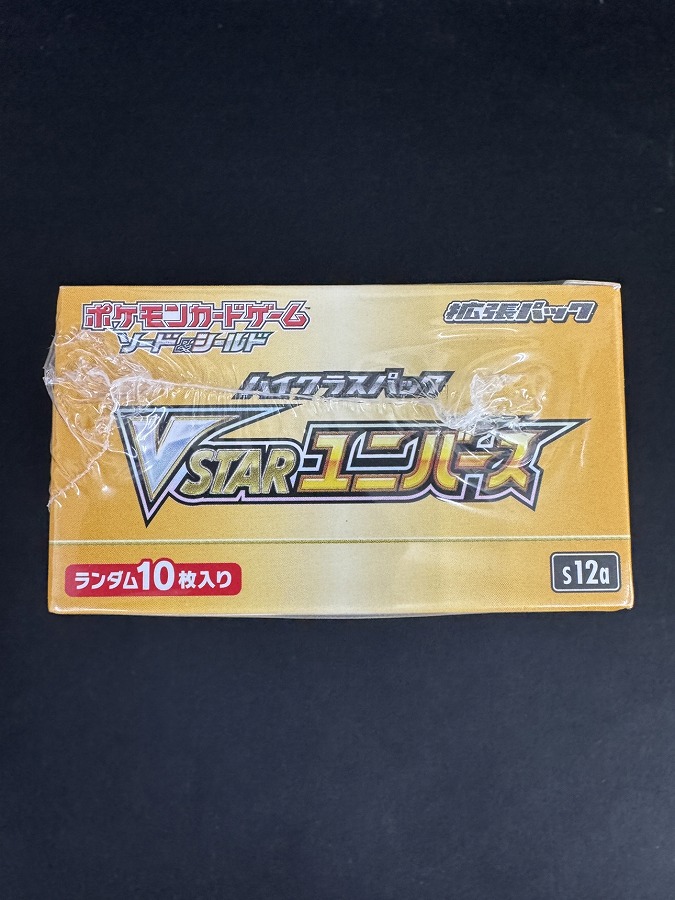 ポケモンカードゲーム
ソード&シールド
拡張パック
ハイクラスパック
VSTARユニバース
ランダム10枚入り
s12a